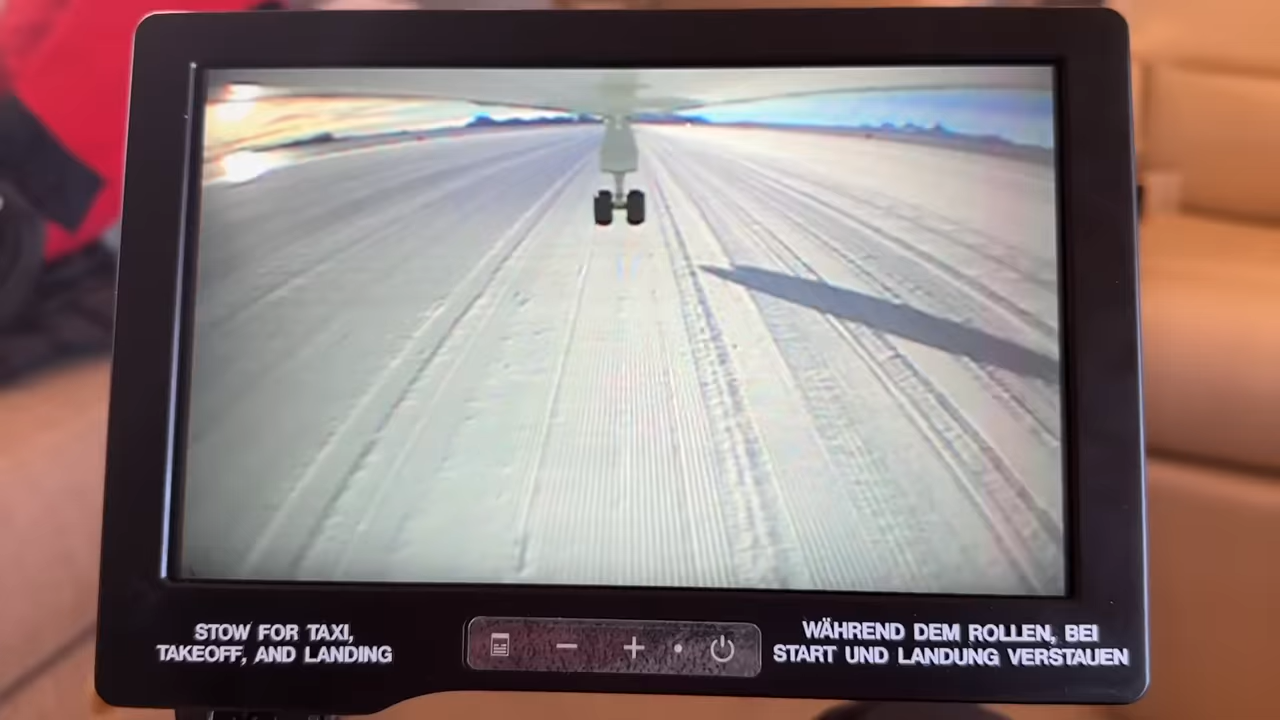 STOW FOR TAXI,
TAKEOFF, AND LANDING
WÄHREND DEM ROLLEN, BEI
START UND LANDUNG VERSTAUEN